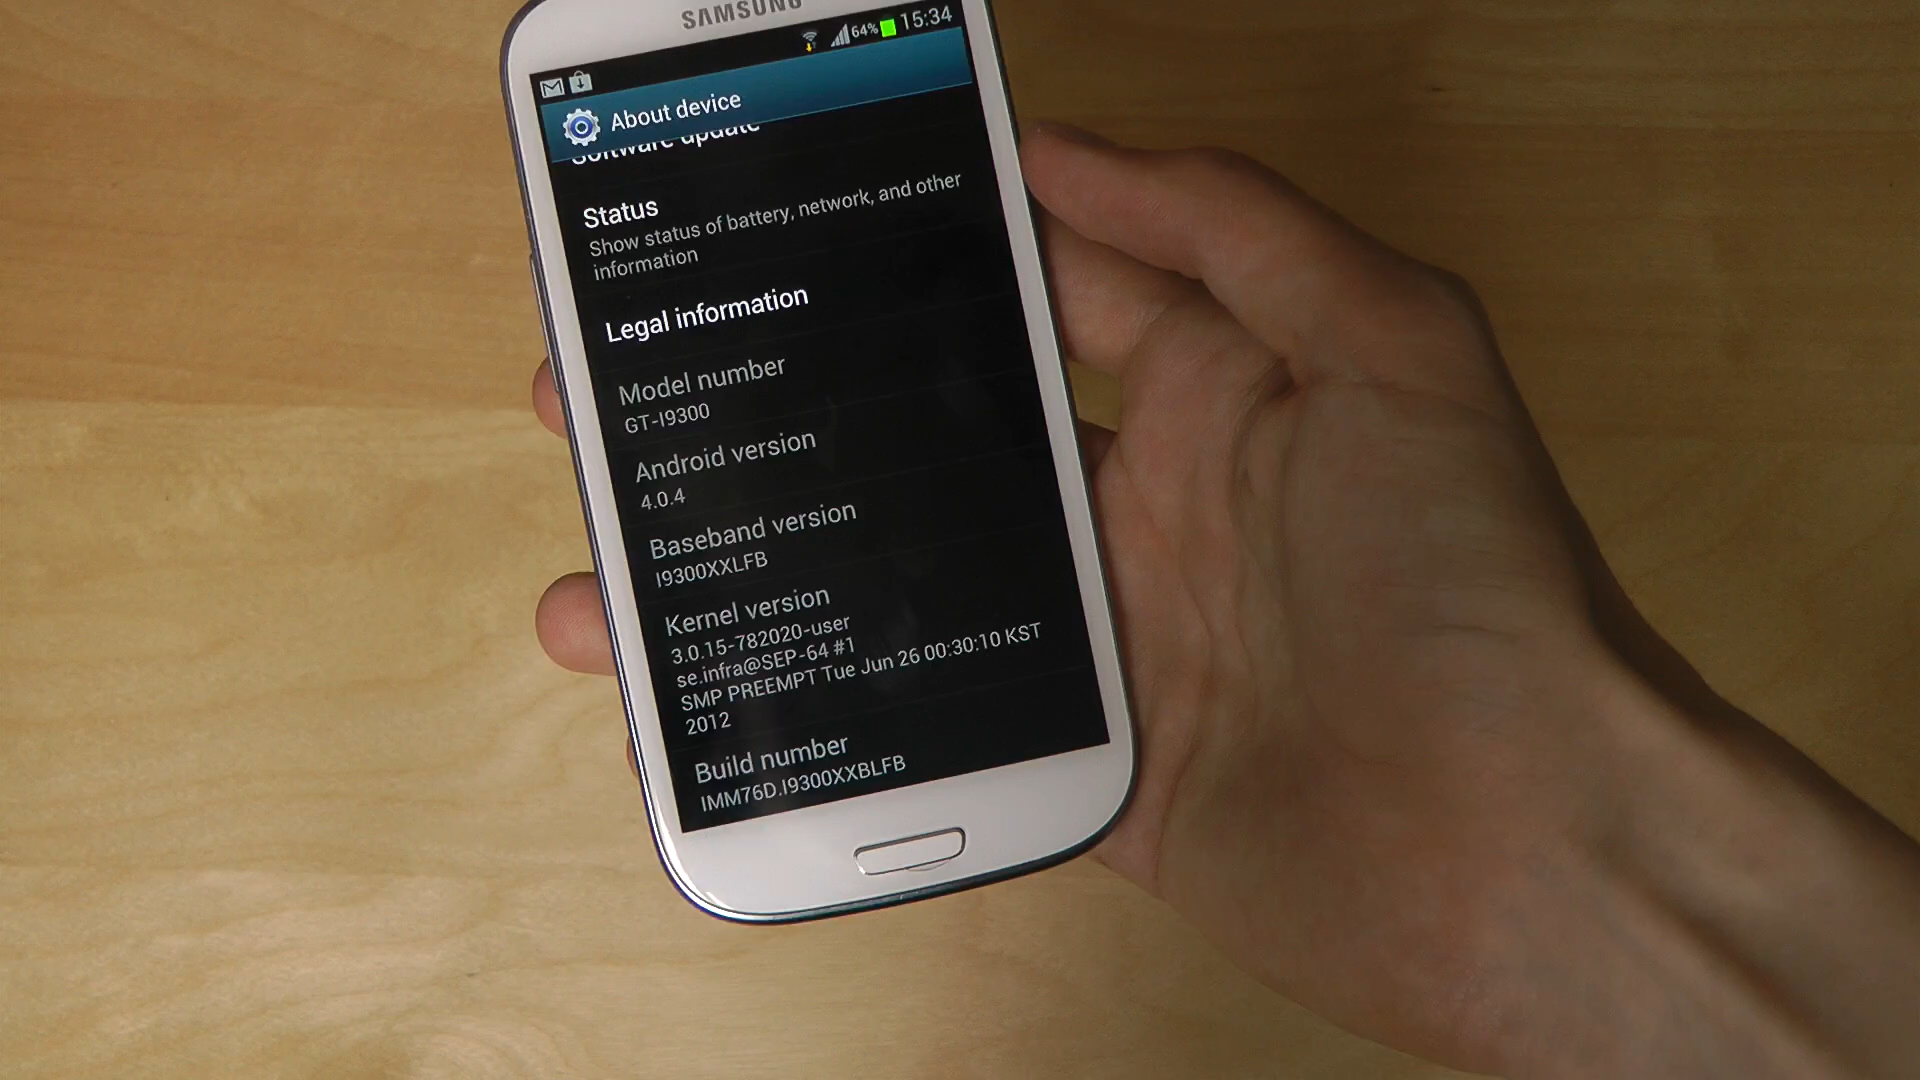 SAMSUNG
64% 15:34
About device
Software update
Status
Show status of battery, network, and other
information
Legal information
Model number
GT-I9300
Android version
4.0.4
Baseband version
I9300XXLFB
Kernel version
3.0.15-782020-user
se.infra@SEP-64 #1
SMP PREEMPT Tue Jun 26 00:30:10 KST
2012
Build number
IMM76D.I9300XXBLFB